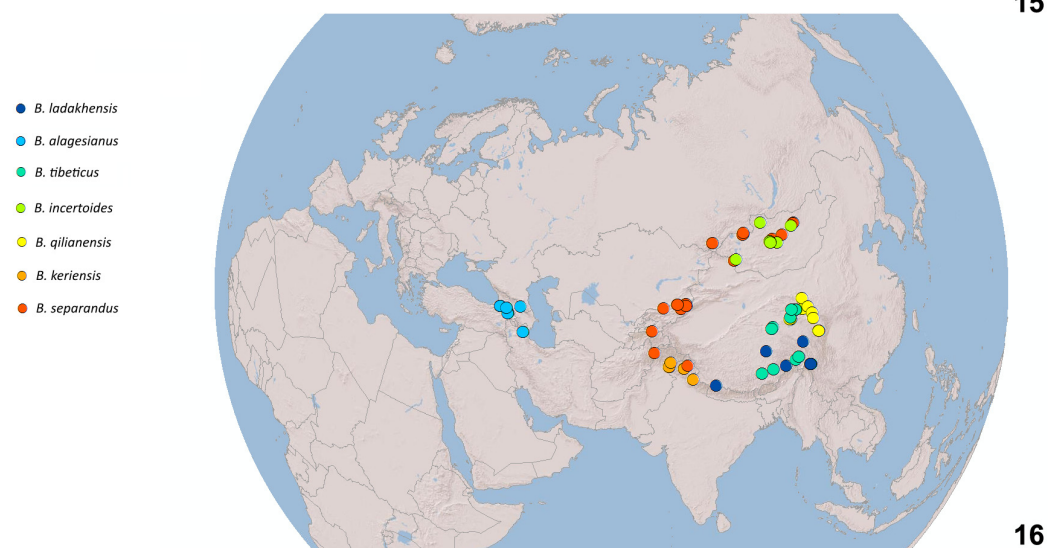 15
B. ladakhensis
B. alagesianus
B. tibeticus
B. incertoides
B. qilianensis
B. keriensis
B. separandus
16